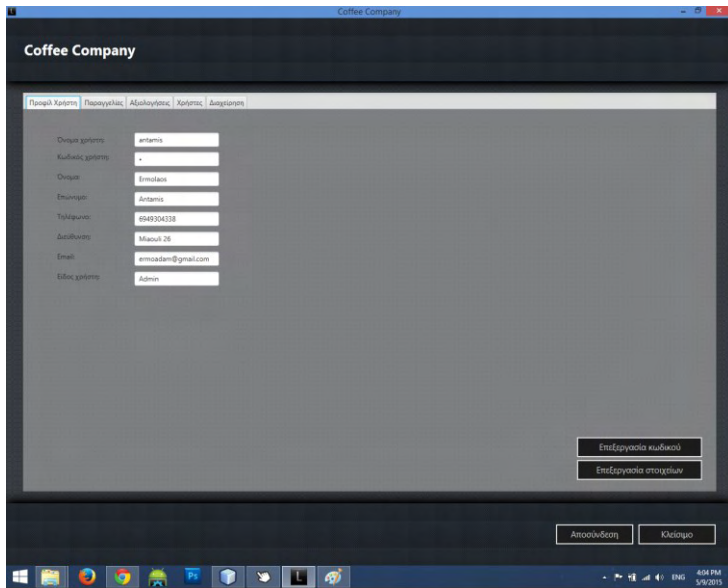 Coffee Company
Coffee Company
Προφίλ Χρήστη Παραγγελίες Αξιολογήσεις Χρήστες Διαχείρηση
Όνομα χρήστη: antamis
Κωδικός χρήστη: •
Όνομα: Ermolaos
Επώνυμο: Antamis
Τηλέφωνο: 6949304338
Διεύθυνση: Miaouli 26
Email: ermoadam@gmail.com
Είδος χρήστη: Admin
Επεξεργασία κωδικού
Επεξεργασία στοιχείων
Αποσύνδεση Κλείσιμο
Ps L ENG 4:04 PM
5/9/2015